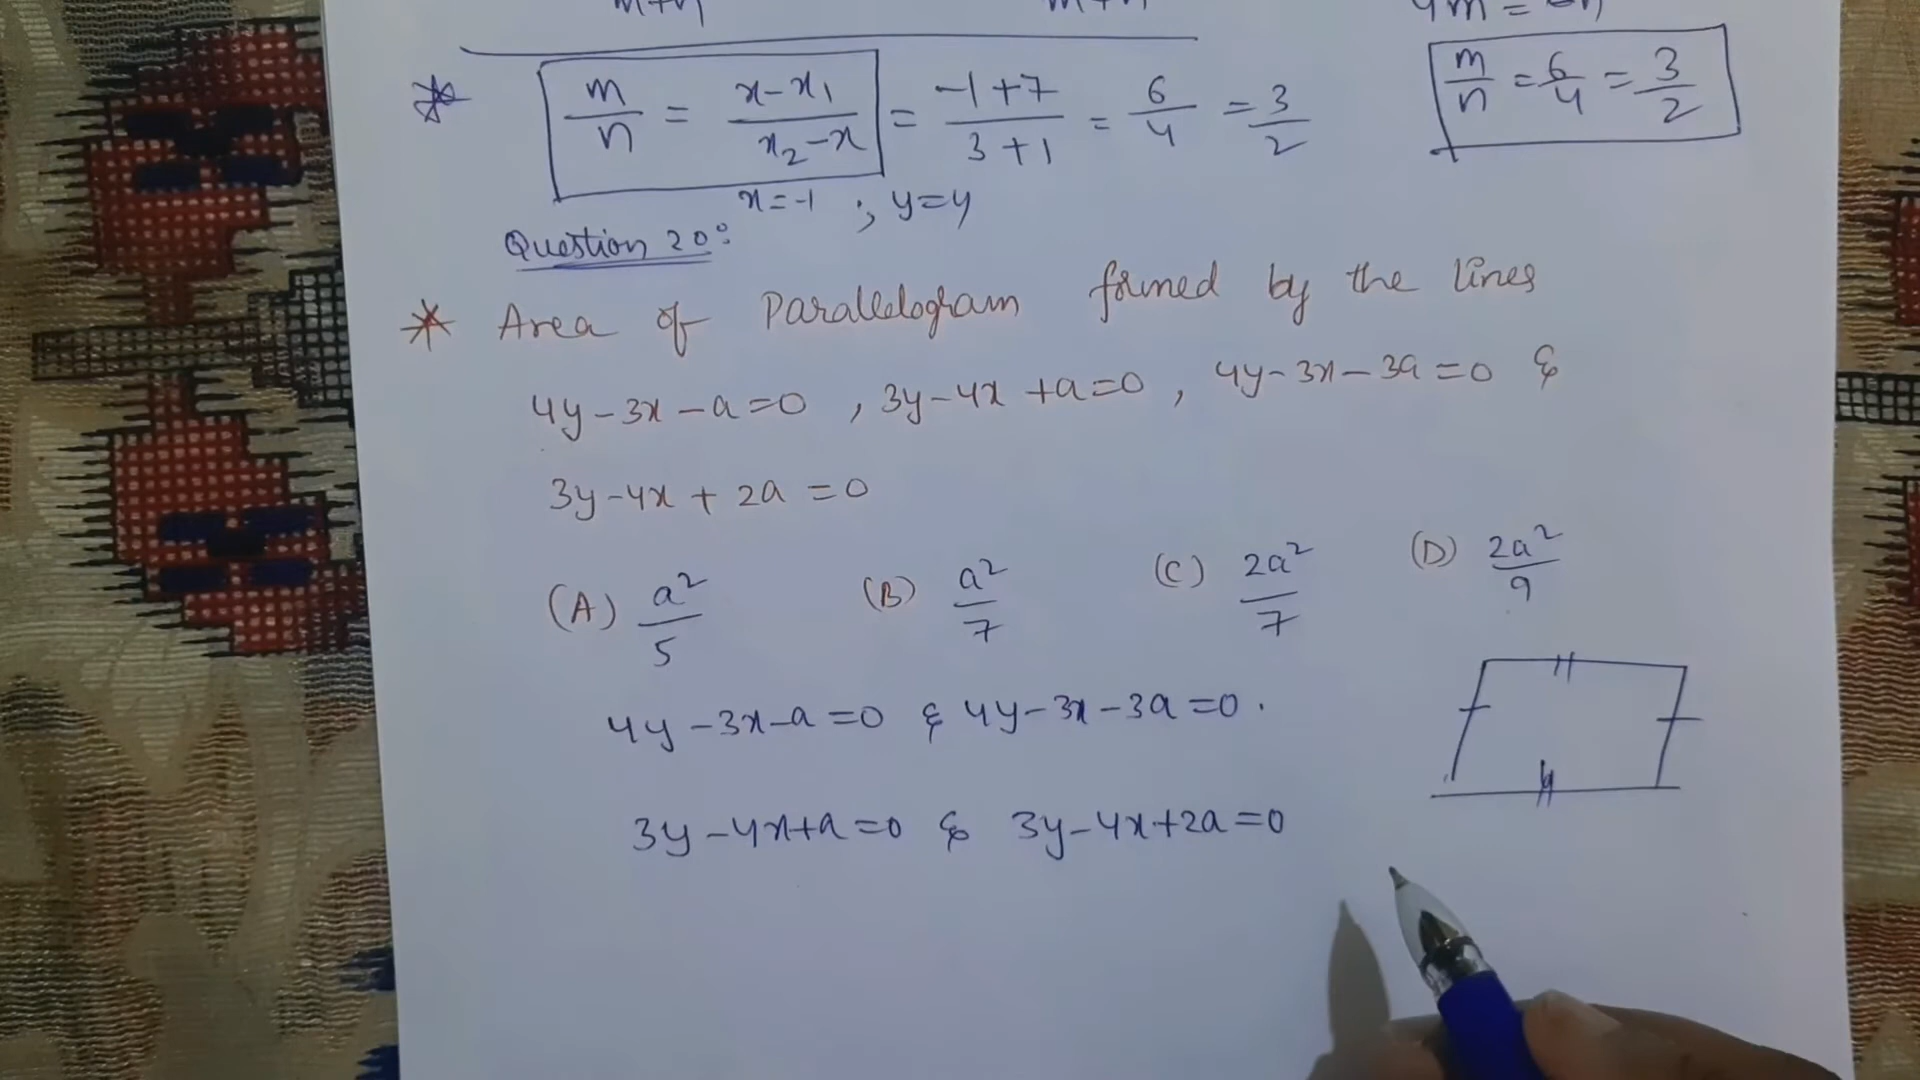 m+n m+n 4m = 6n
* m/n = x-x₁/x₂-x = -1+7/3+1 = 6/4 = 3/2 m/n = 6/4 = 3/2
x=-1 ; y=4
Question 20:
* Area of Parallelogram formed by the lines
4y-3x-a=0 , 3y-4x+a=0 , 4y-3x-3a=0 &
3y-4x+2a=0
(A) a²/5 (B) a²/7 (C) 2a²/7 (D) 2a²/9
4y-3x-a=0 & 4y-3x-3a=0.
3y-4x+a=0 & 3y-4x+2a=0